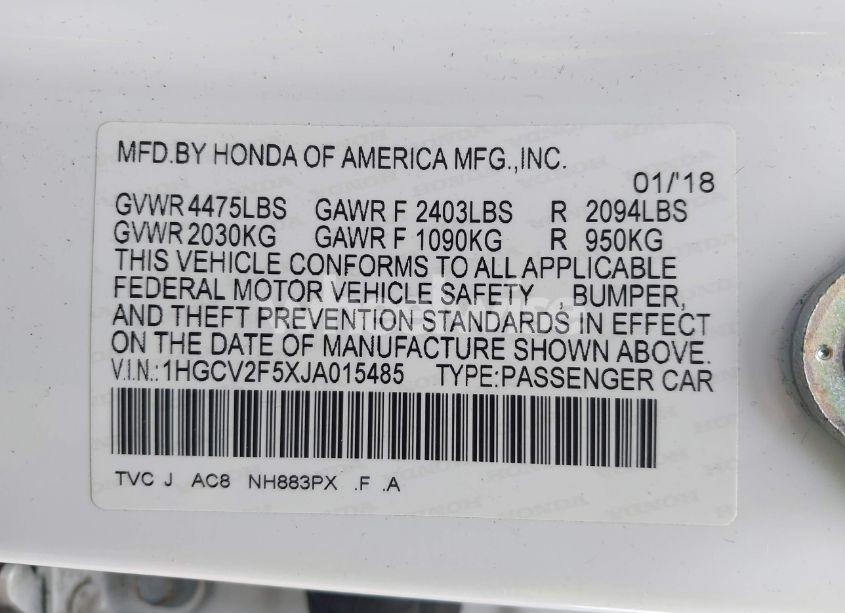 MFD.BY HONDA OF AMERICA MFG.,INC.
01/'18
GVWR 4475LBS GAWR F 2403LBS R 2094LBS
GVWR 2030KG GAWR F 1090KG R 950KG
THIS VEHICLE CONFORMS TO ALL APPLICABLE
FEDERAL MOTOR VEHICLE SAFETY , BUMPER,
AND THEFT PREVENTION STANDARDS IN EFFECT
ON THE DATE OF MANUFACTURE SHOWN ABOVE.
V.I.N.:1HGCV2F5XJA015485 TYPE:PASSENGER CAR
TVC J AC8 NH883PX .F .A